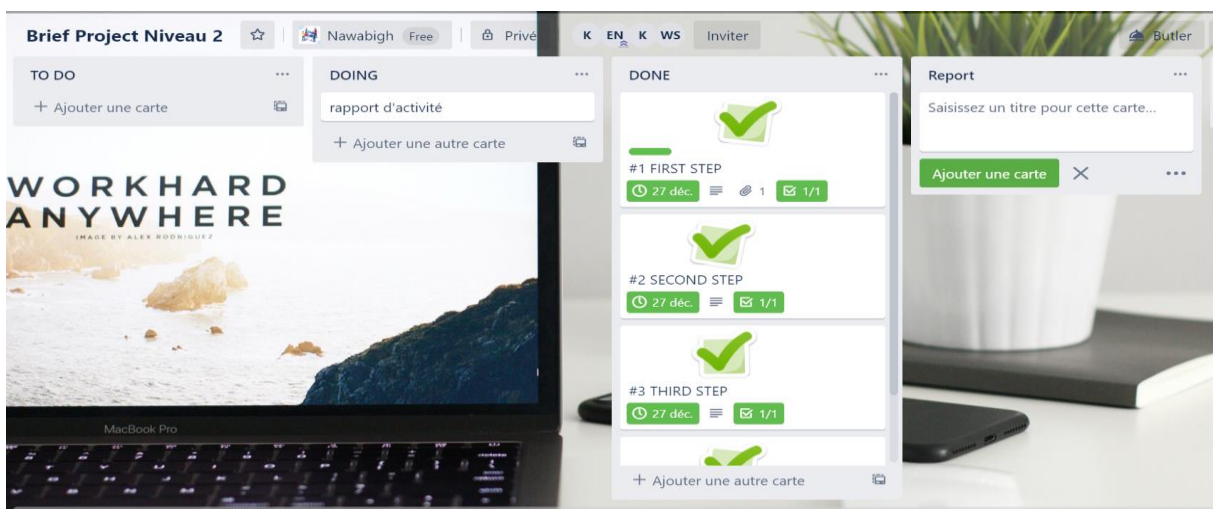 Brief Project Niveau 2
Nawabigh Free
Privé
K EN K WS
Inviter
Butler
TO DO
+ Ajouter une carte
DOING
rapport d'activité
+ Ajouter une autre carte
DONE
#1 FIRST STEP
27 déc. 1 1/1
#2 SECOND STEP
27 déc. 1/1
#3 THIRD STEP
27 déc. 1/1
+ Ajouter une autre carte
Report
Saisissez un titre pour cette carte...
Ajouter une carte
WORKHARD
ANYWHERE
IMAGE BY ALEX RODRIGUEZ
MacBook Pro